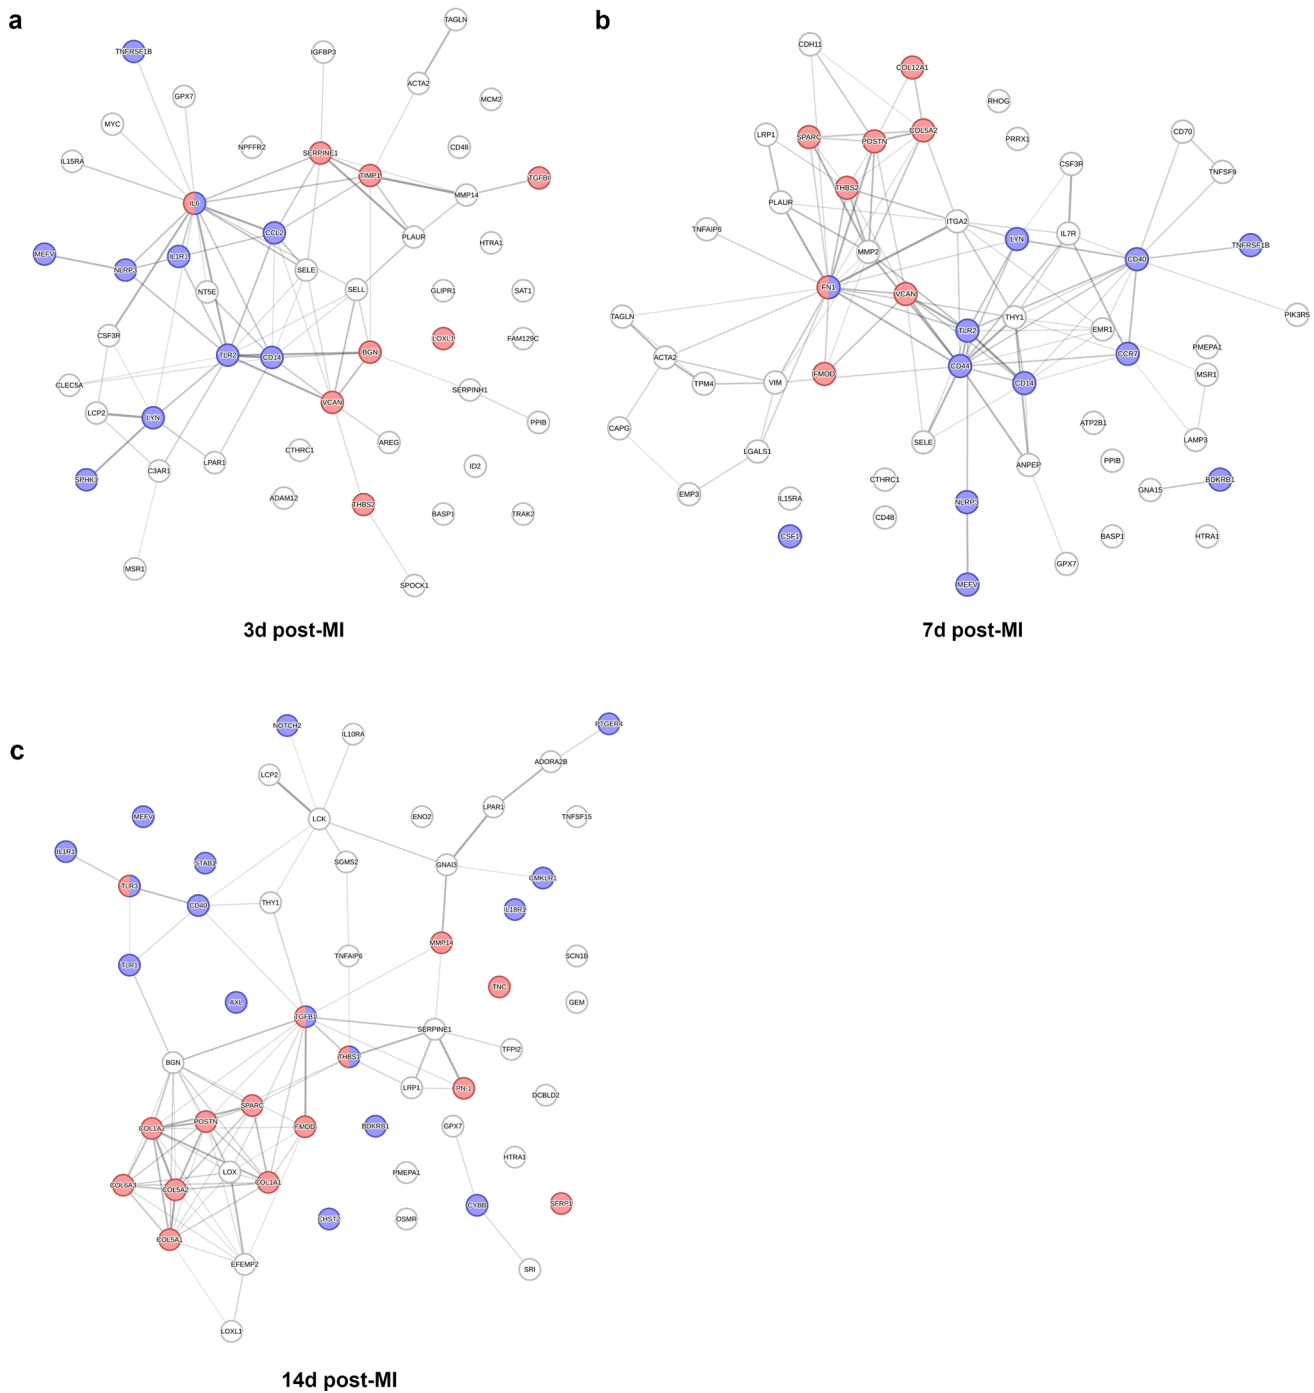 a
TAGLN
TNFRSF1B
IGFBP3
ACTA2
GPX7
MCM2
MYC
NPFFR2
CD48
SERPINE1
IL15RA
TIMP1
TGFBI
MMP14
IL6
CCL2
PLAUR
HTRA1
MEFV
IL1R1
NLRP3
SELE
NT5E
SELL
GLIPR1
SAT1
CSF3R
LOXL1
FAM129C
TLR2
CD14
BGN
CLEC5A
SERPINH1
VCAN
LCP2
LYN
PPIB
AREG
CTHRC1
LPAR1
ID2
C3AR1
SPHK1
ADAM12
THBS2
BASP1
TRAK2
MSR1
SPOCK1
3d post-MI
b
CDH11
COL12A1
RHOG
LRP1
SPARC
POSTN
COL5A2
PRRX1
CD70
CSF3R
TNFSF9
THBS2
PLAUR
ITGA2
TNFAIP6
IL7R
LYN
TNFRSF1B
MMP2
CD40
FN1
VCAN
TAGLN
THY1
PIK3R5
TLR2
EMR1
PMEPA1
ACTA2
CCR7
CD44
MSR1
TPM4
VIM
FMOD
CD14
CAPG
ATP2B1
SELE
LAMP3
LGALS1
PPIB
ANPEP
CTHRC1
BDKRB1
GNA15
EMP3
IL15RA
NLRP3
CD48
CSF1
BASP1
HTRA1
GPX7
MEFV
7d post-MI
c
NOTCH2
IL10RA
PTGER4
ADORA2B
LCP2
LPAR1
MEFV
LCK
ENO2
TNFSF15
IL1R1
STAB1
SGMS2
GNAI3
CMKLR1
TLR3
CD40
THY1
IL18R1
MMP14
TLR1
TNFAIP6
SCN1B
TNC
AXL
GEM
TGFB1
SERPINE1
TFPI2
BGN
THBS1
LRP1
PN-1
DCBLD2
SPARC
POSTN
COL1A2
FMOD
BDKRB1
GPX7
HTRA1
LOX
PMEPA1
COL6A3
COL5A2
COL1A1
SFRP1
CYBB
CHST2
OSMR
COL5A1
EFEMP2
SRI
LOXL1
14d post-MI